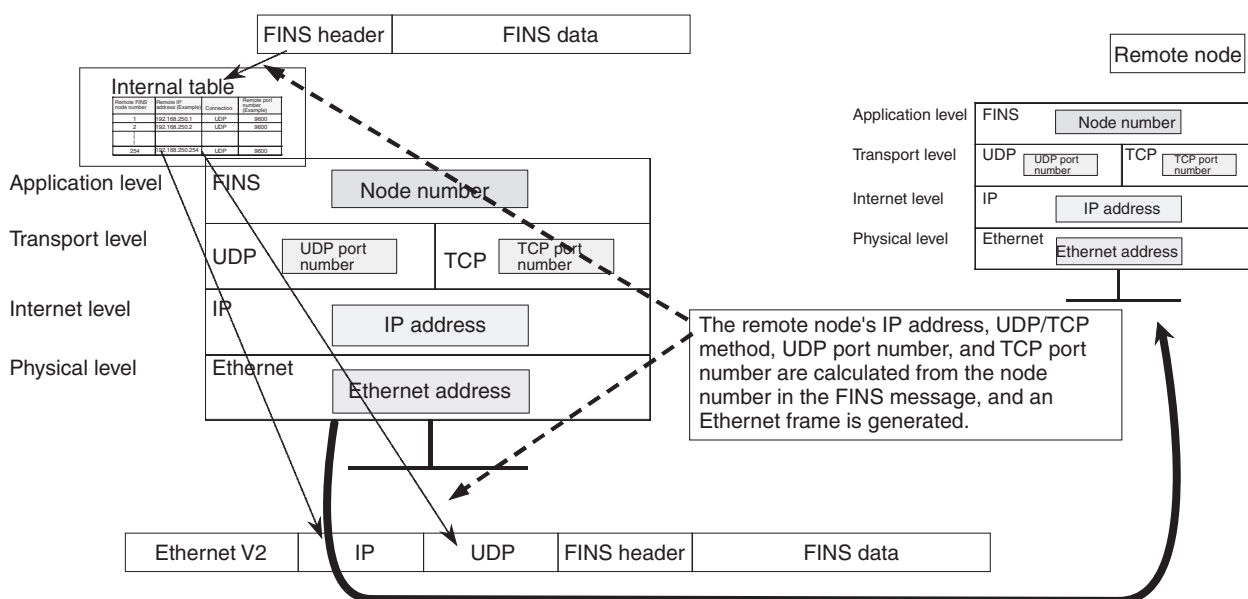 FINS header
FINS data
Remote node
Internal table
Remote FINS node number
Remote IP address (Example)
Connection
Remote port number (Example)
1 192.168.250.1 UDP 9600
2 192.168.250.2 UDP 9600
254 192.168.250.254 UDP 9600
Application level
FINS
Node number
Transport level
UDP
UDP port
number
TCP
TCP port
number
Internet level
IP
IP address
Physical level
Ethernet
Ethernet address
Application level
FINS
Node number
Transport level
UDP
UDP port
number
TCP
TCP port
number
Internet level
IP
IP address
Physical level
Ethernet
Ethernet address
The remote node's IP address, UDP/TCP
method, UDP port number, and TCP port
number are calculated from the node
number in the FINS message, and an
Ethernet frame is generated.
Ethernet V2
IP
UDP
FINS header
FINS data